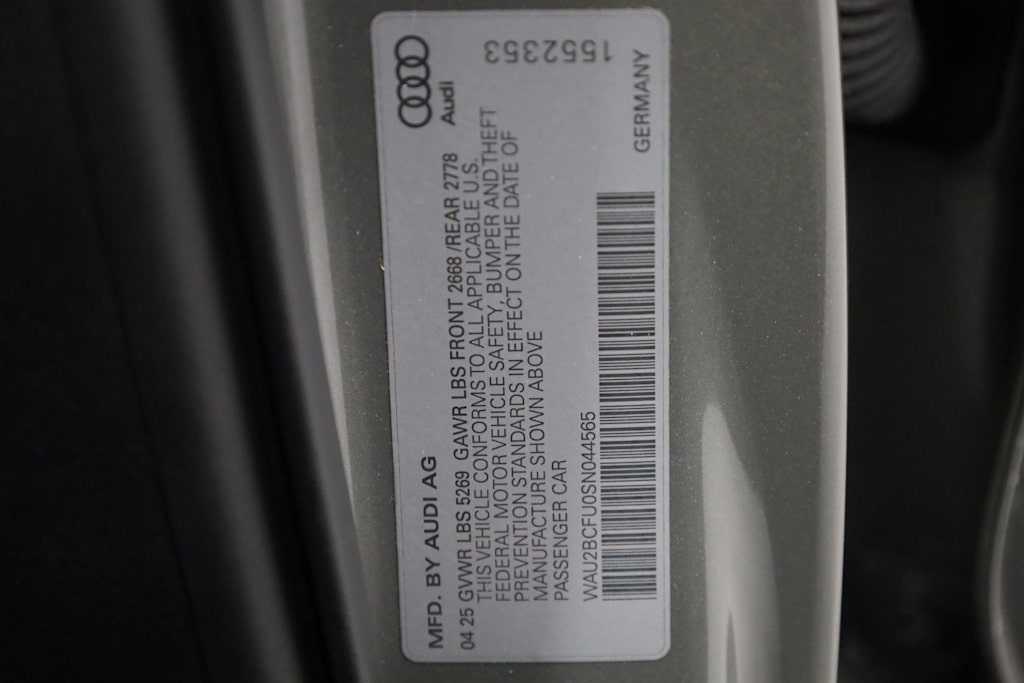 MFD. BY AUDI AG
Audi
04 25 GVWR LBS 5269 GAWR LBS FRONT 2668 /REAR 2778
THIS VEHICLE CONFORMS TO ALL APPLICABLE U.S.
FEDERAL MOTOR VEHICLE SAFETY, BUMPER AND THEFT
PREVENTION STANDARDS IN EFFECT ON THE DATE OF
MANUFACTURE SHOWN ABOVE
PASSENGER CAR
WAU2BCFU0SN044565
GERMANY
1552353